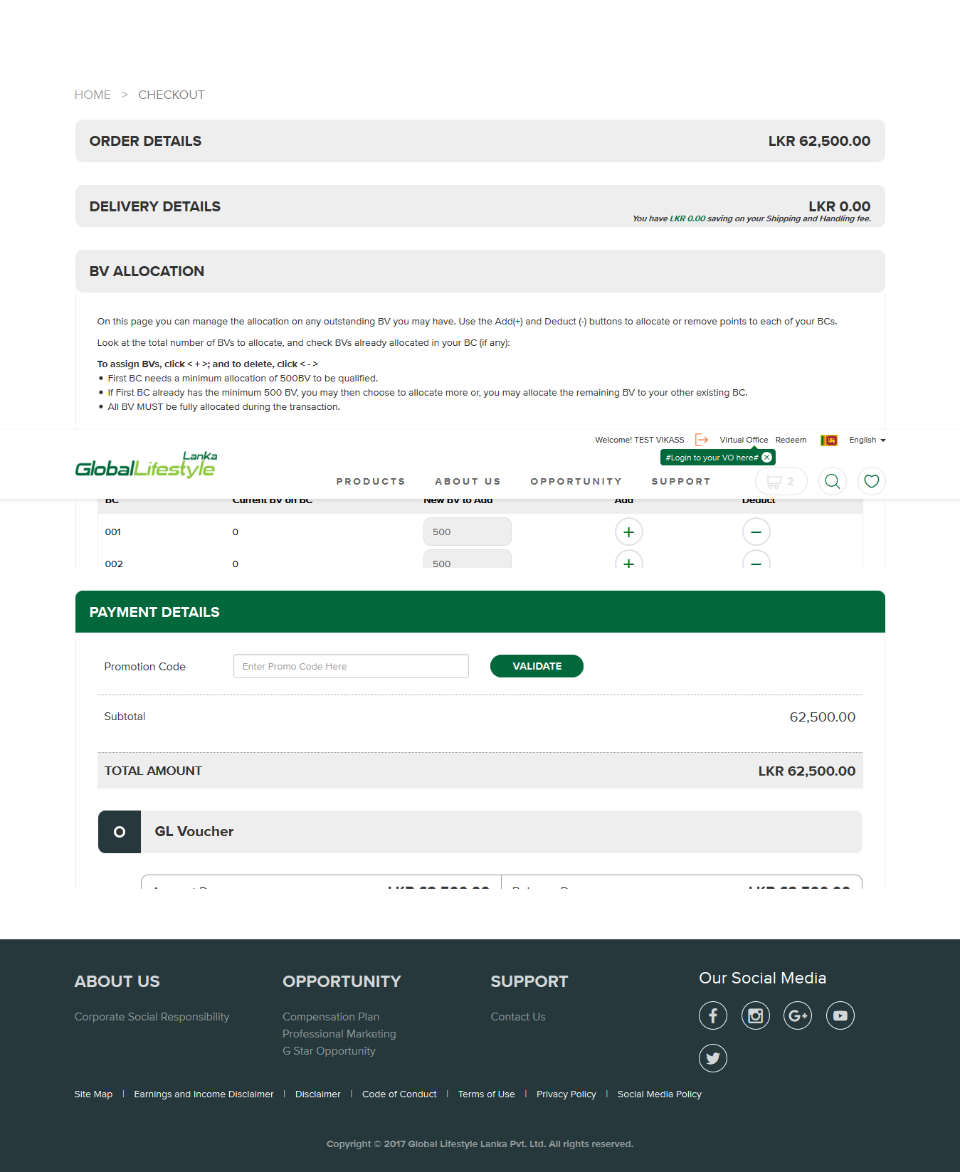 HOME > CHECKOUT
ORDER DETAILS LKR 62,500.00
DELIVERY DETAILS LKR 0.00
You have LKR 0.00 saving on your Shipping and Handling fee.
BV ALLOCATION
On this page you can manage the allocation on any outstanding BV you may have. Use the Add(+) and Deduct (-) buttons to allocate or remove points to each of your BCs.
Look at the total number of BVs to allocate, and check BVs already allocated in your BC (if any):
To assign BVs, click < + >; and to delete, click < - >
• First BC needs a minimum allocation of 500BV to be qualified.
• If First BC already has the minimum 500 BV, you may then choose to allocate more or, you may allocate the remaining BV to your other existing BC.
• All BV MUST be fully allocated during the transaction.
Welcome! TEST VIKASS Virtual Office Redeem English
#Login to your VO here#
Lanka
GlobalLifestyle
PRODUCTS ABOUT US OPPORTUNITY SUPPORT 2
BC Current BV on BC New BV to Add Add Deduct
001 0 500 + −
002 0 500 + −
PAYMENT DETAILS
Promotion Code Enter Promo Code Here VALIDATE
Subtotal 62,500.00
TOTAL AMOUNT LKR 62,500.00
GL Voucher
LKR 62,500.00 LKR 62,500.00
ABOUT US OPPORTUNITY SUPPORT Our Social Media
Corporate Social Responsibility Compensation Plan Contact Us
Professional Marketing
G Star Opportunity
Site Map | Earnings and Income Disclaimer | Disclaimer | Code of Conduct | Terms of Use | Privacy Policy | Social Media Policy
Copyright © 2017 Global Lifestyle Lanka Pvt. Ltd. All rights reserved.